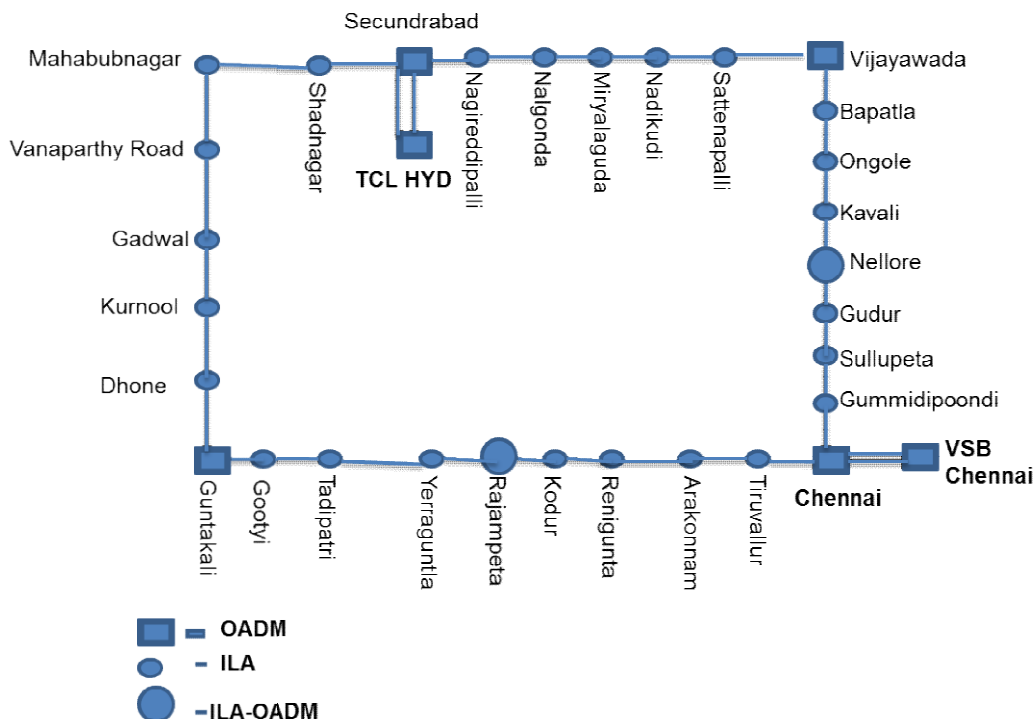 Secundrabad
Mahabubnagar
Vijayawada
Shadnagar
TCL HYD
Nagireddipalli
Nalgonda
Miryalaguda
Nadikudi
Sattenapalli
Bapatla
Vanaparthy Road
Ongole
Kavali
Gadwal
Nellore
Kurnool
Gudur
Sullupeta
Dhone
Gummidipoondi
VSB
Chennai
Chennai
Guntakali
Gootyi
Tadipatri
Yerraguntla
Rajampeta
Kodur
Renigunta
Arakonnam
Tiruvallur
OADM
- ILA
-ILA-OADM